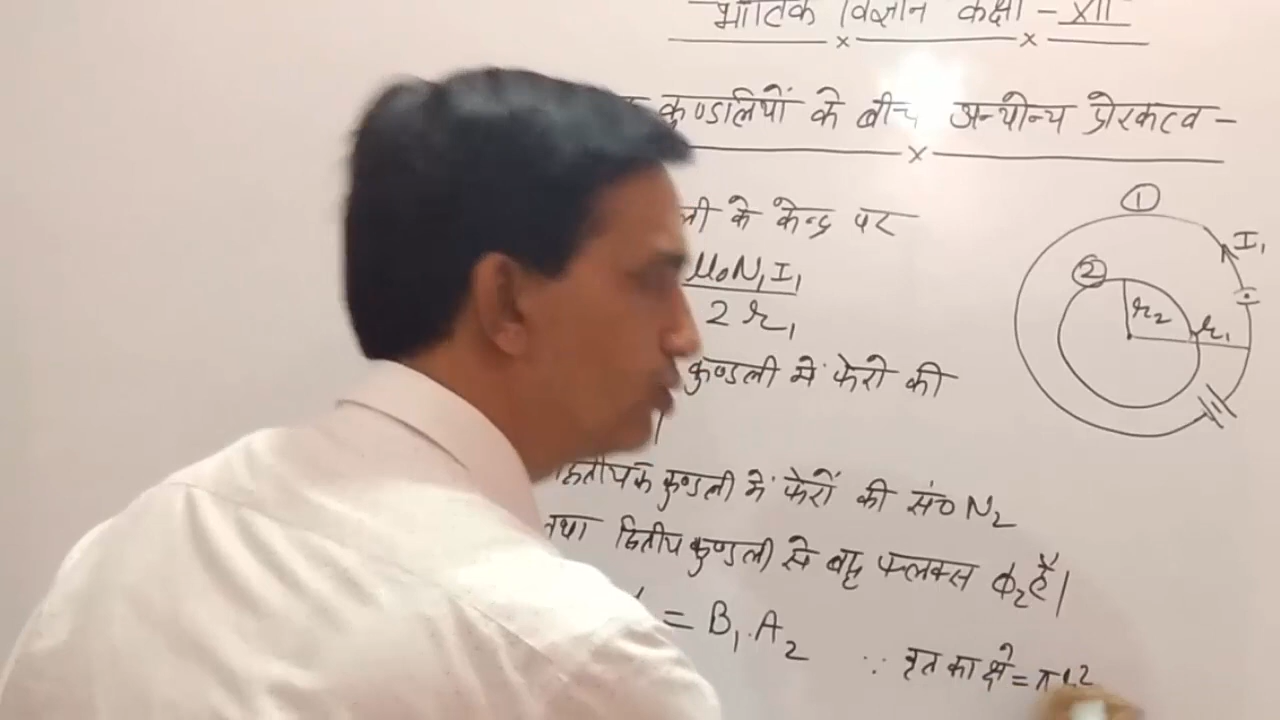 भौतिक विज्ञान कक्षा - XII
कुण्डलियों के बीच अन्योन्य प्रेरकत्व -
के केन्द्र पर
μ₀N₁I₁
2r₁
कुण्डली में फेरो की
द्वितीयक कुण्डली में फेरों की सं० N₂
तथा द्वितीय कुण्डली से बद्ध फ्लक्स ϕ₂ है।
= B₁.A₂
∵ वृत का क्षे० = πr²
1
I₁
2
r₂
r₁